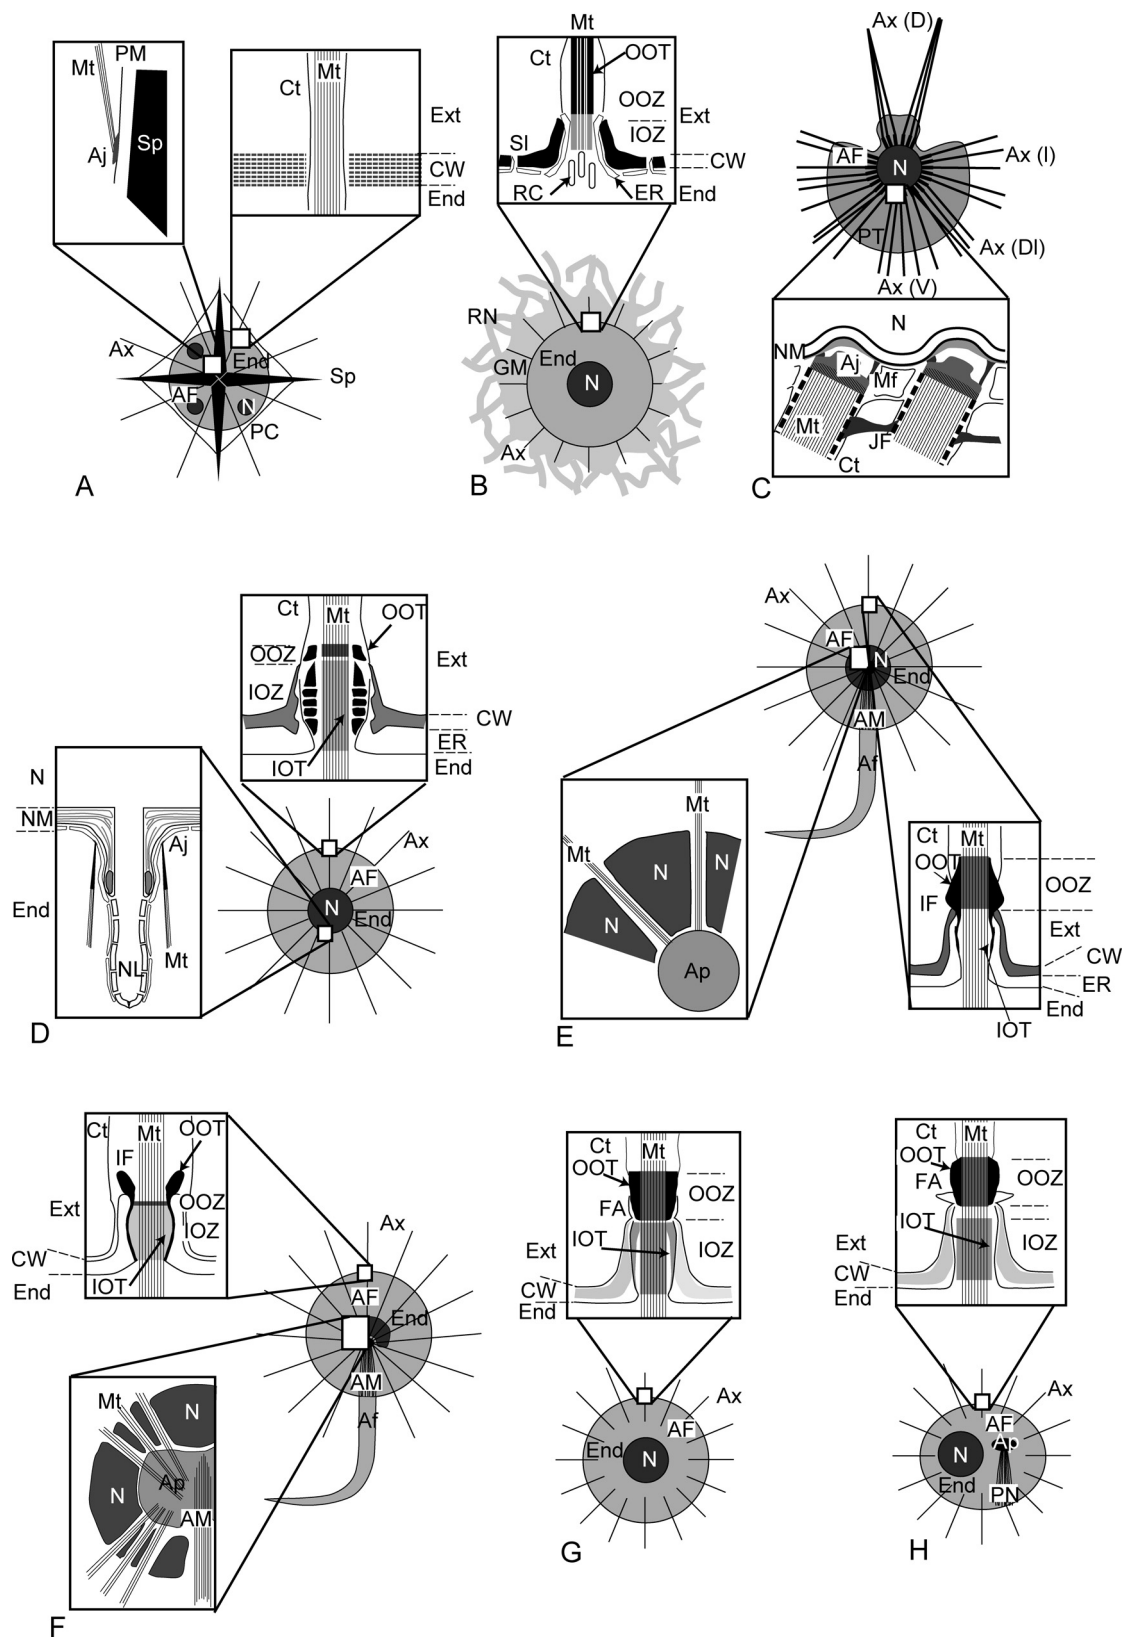 Mt
PM
Aj
Sp
Ct
Mt
Ext
CW
End
Ax
End
Sp
AF
N
PC
A
Mt
Ct
OOT
OOZ
Ext
IOZ
SI
CW
RC
ER
End
RN
GM
End
N
Ax
B
Ax (D)
AF
N
Ax (I)
PT
Ax (DI)
Ax (V)
N
NM
Aj
Mf
Mt
JF
Ct
C
Ct
Mt
OOT
OOZ
Ext
IOZ
CW
ER
IOT
End
N
NM
Aj
End
NL
Mt
Ax
AF
N
End
D
Ax
AF
N
End
AM
Af
Mt
Mt
N
N
N
Ap
Ct
Mt
OOT
OOZ
IF
Ext
CW
ER
End
IOT
E
Ct
Mt
OOT
IF
OOZ
Ext
IOZ
CW
IOT
End
Ax
AF
End
AM
Af
Mt
N
Ap
N
AM
F
Ct
Mt
OOT
OOZ
FA
IOT
IOZ
Ext
CW
End
Ax
AF
End
N
G
Ct
Mt
OOT
OOZ
FA
IOT
IOZ
Ext
CW
End
Ax
AF
Ap
N
End
PN
H